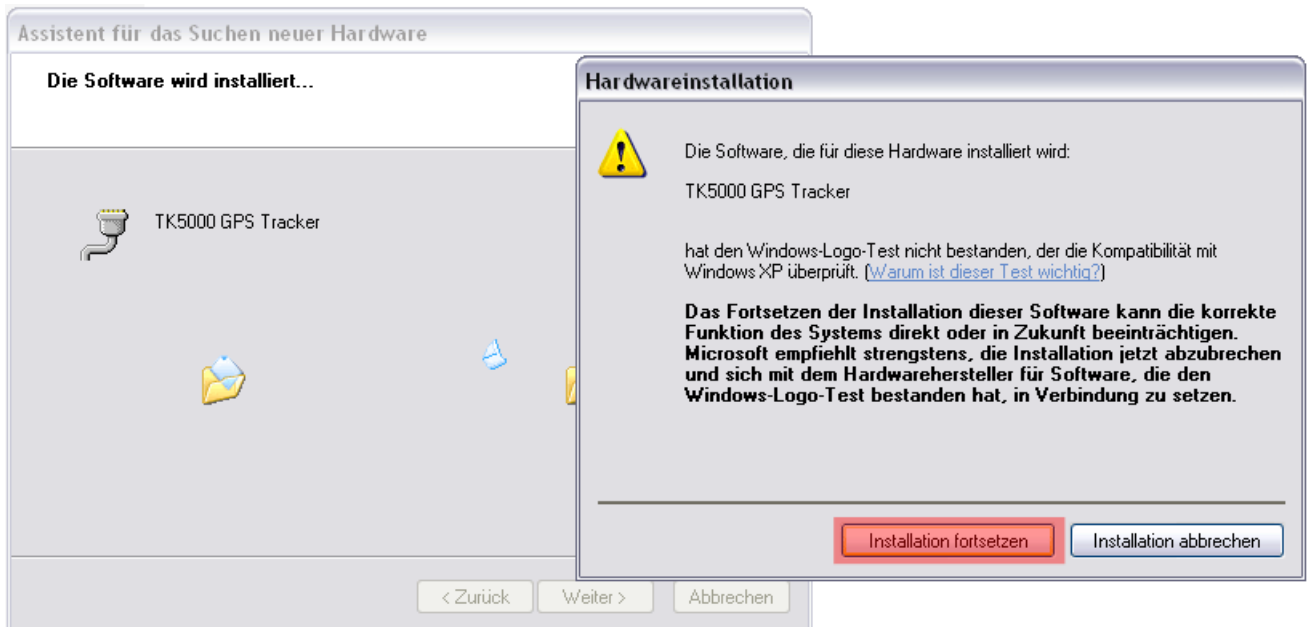 Assistent für das Suchen neuer Hardware
Die Software wird installiert...
TK5000 GPS Tracker
< Zurück
Weiter >
Abbrechen
Hardwareinstallation
Die Software, die für diese Hardware installiert wird:
TK5000 GPS Tracker
hat den Windows-Logo-Test nicht bestanden, der die Kompatibilität mit
Windows XP überprüft. (Warum ist dieser Test wichtig?)
Das Fortsetzen der Installation dieser Software kann die korrekte
Funktion des Systems direkt oder in Zukunft beeinträchtigen.
Microsoft empfiehlt strengstens, die Installation jetzt abzubrechen
und sich mit dem Hardwarehersteller für Software, die den
Windows-Logo-Test bestanden hat, in Verbindung zu setzen.
Installation fortsetzen
Installation abbrechen